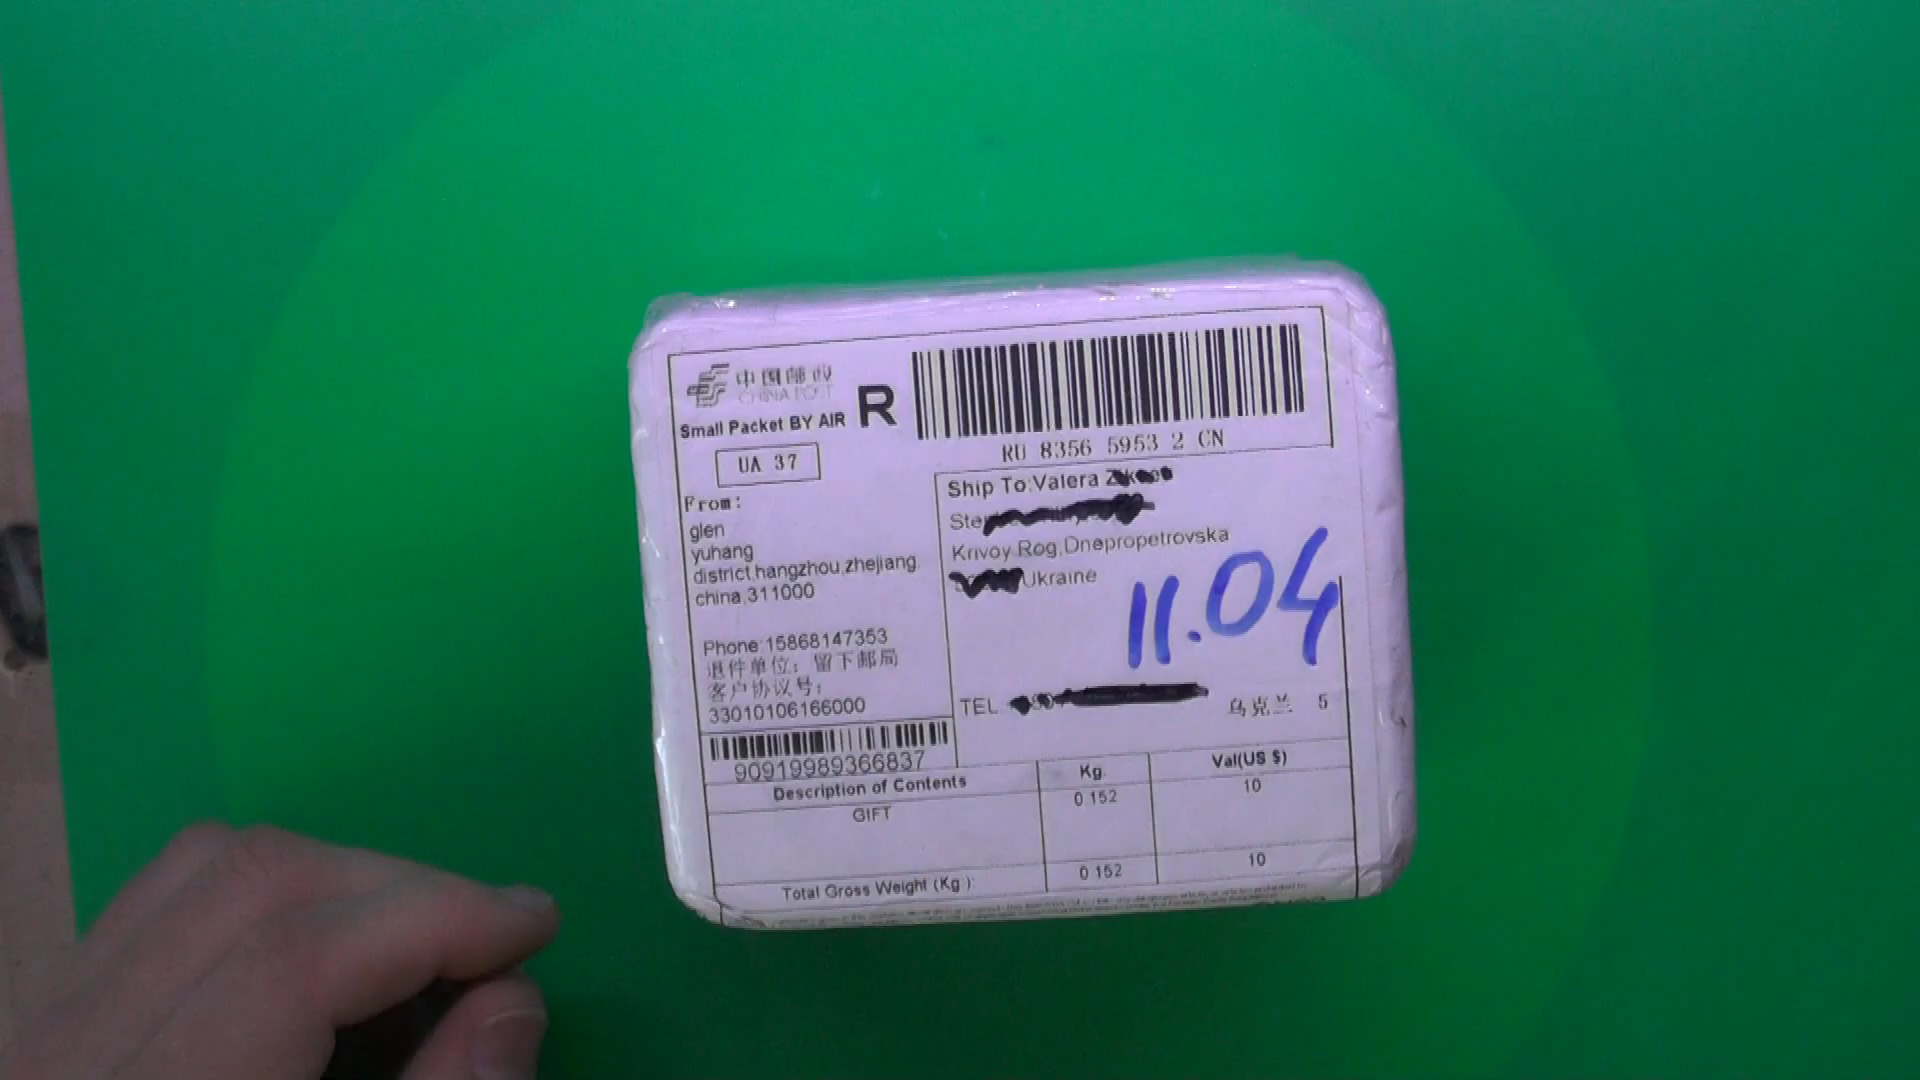 中国邮政
CHINA POST
Small Packet BY AIR
R
UA 37
RU 8356 5953 2 CN
From:
glen
yuhang
district,hangzhou,zhejiang,
china,311000
Phone:15868147353
退件单位：留下邮局
客户协议号：
33010106166000
90919989366837
Ship To:Valera
Krivoy Rog,Dnepropetrovska
Ukraine
11.04
TEL
乌克兰 5
Description of Contents Kg. Val(US $)
GIFT 0.152 10
Total Gross Weight (Kg.): 0.152 10